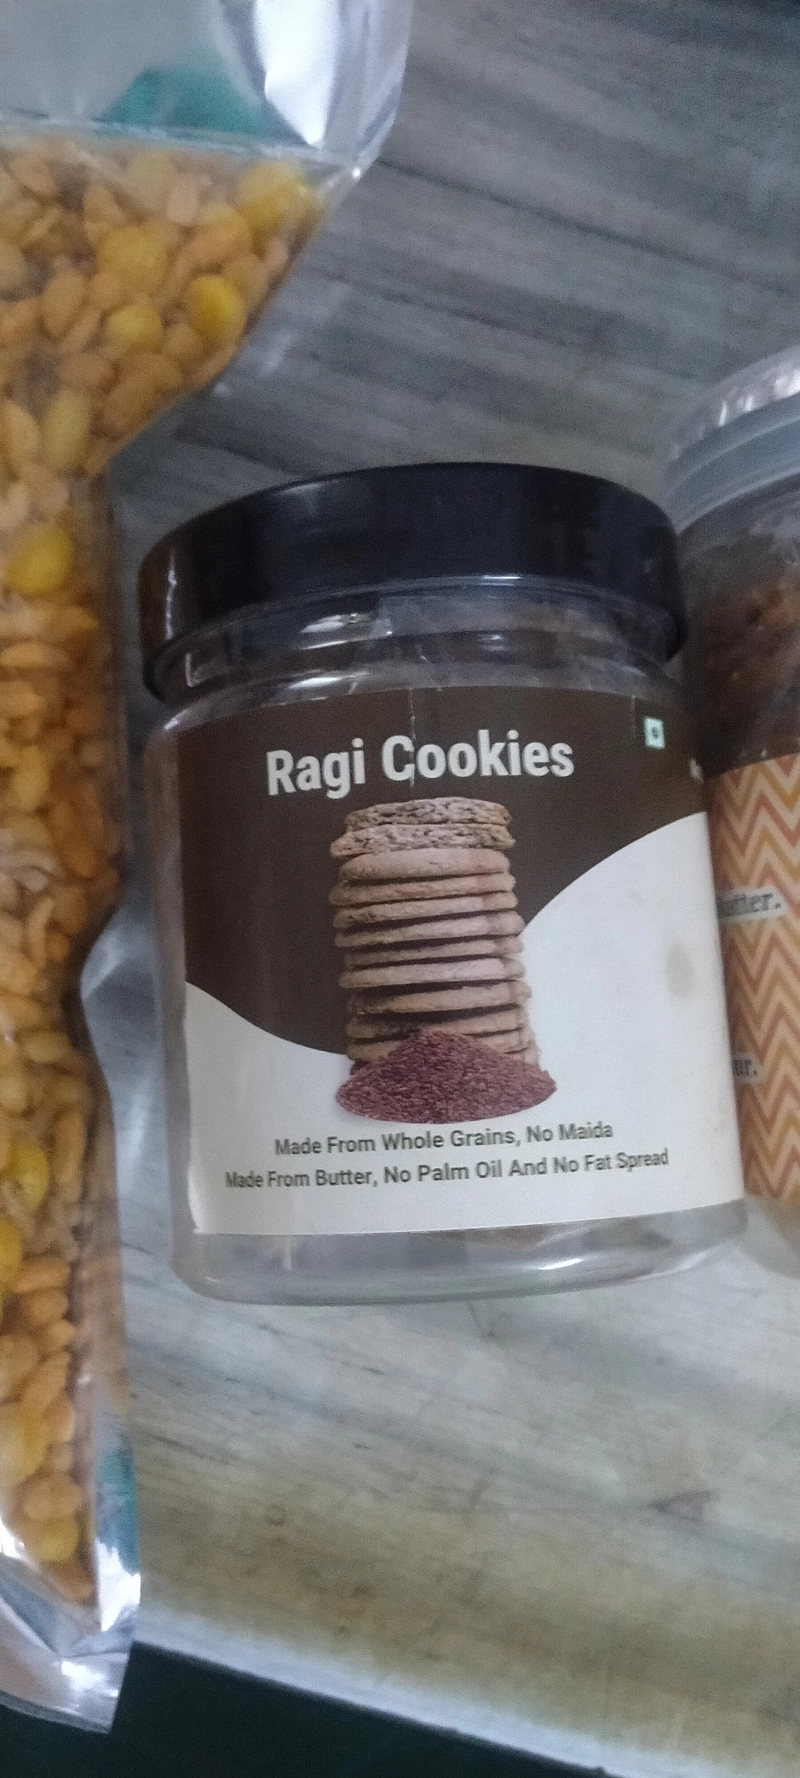 Ragi Cookies
Made From Whole Grains, No Maida
Made From Butter, No Palm Oil And No Fat Spread